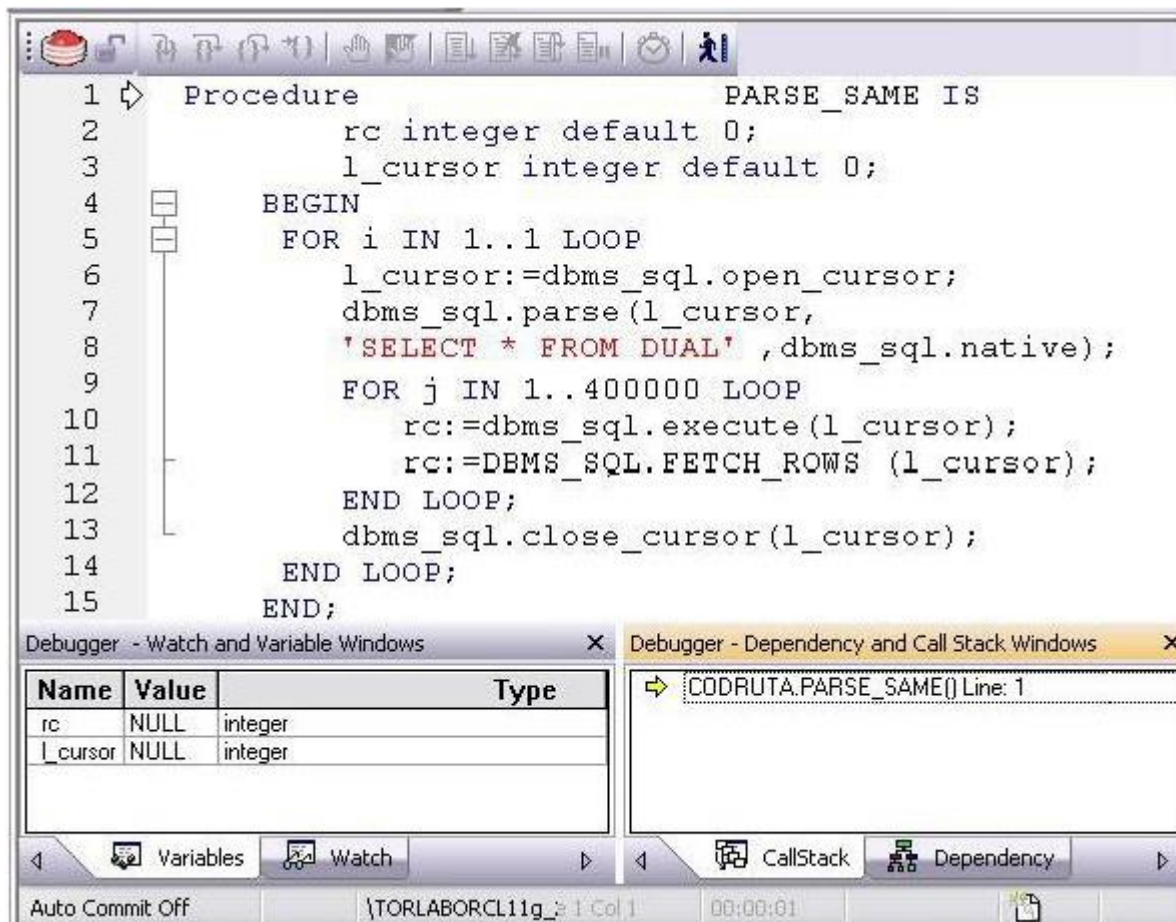 1 Procedure PARSE_SAME IS
2 rc integer default 0;
3 l_cursor integer default 0;
4 BEGIN
5 FOR i IN 1..1 LOOP
6 l_cursor:=dbms_sql.open_cursor;
7 dbms_sql.parse(l_cursor,
8 'SELECT * FROM DUAL' ,dbms_sql.native);
9 FOR j IN 1..400000 LOOP
10 rc:=dbms_sql.execute(l_cursor);
11 rc:=DBMS_SQL.FETCH_ROWS (l_cursor);
12 END LOOP;
13 dbms_sql.close_cursor(l_cursor);
14 END LOOP;
15 END;
Debugger - Watch and Variable Windows
Name Value Type
rc NULL integer
l_cursor NULL integer
Variables Watch
Debugger - Dependency and Call Stack Windows
CODRUTA.PARSE_SAME() Line: 1
CallStack Dependency
Auto Commit Off \TORLABORCL11g_ 1 Col 1 00:00:01